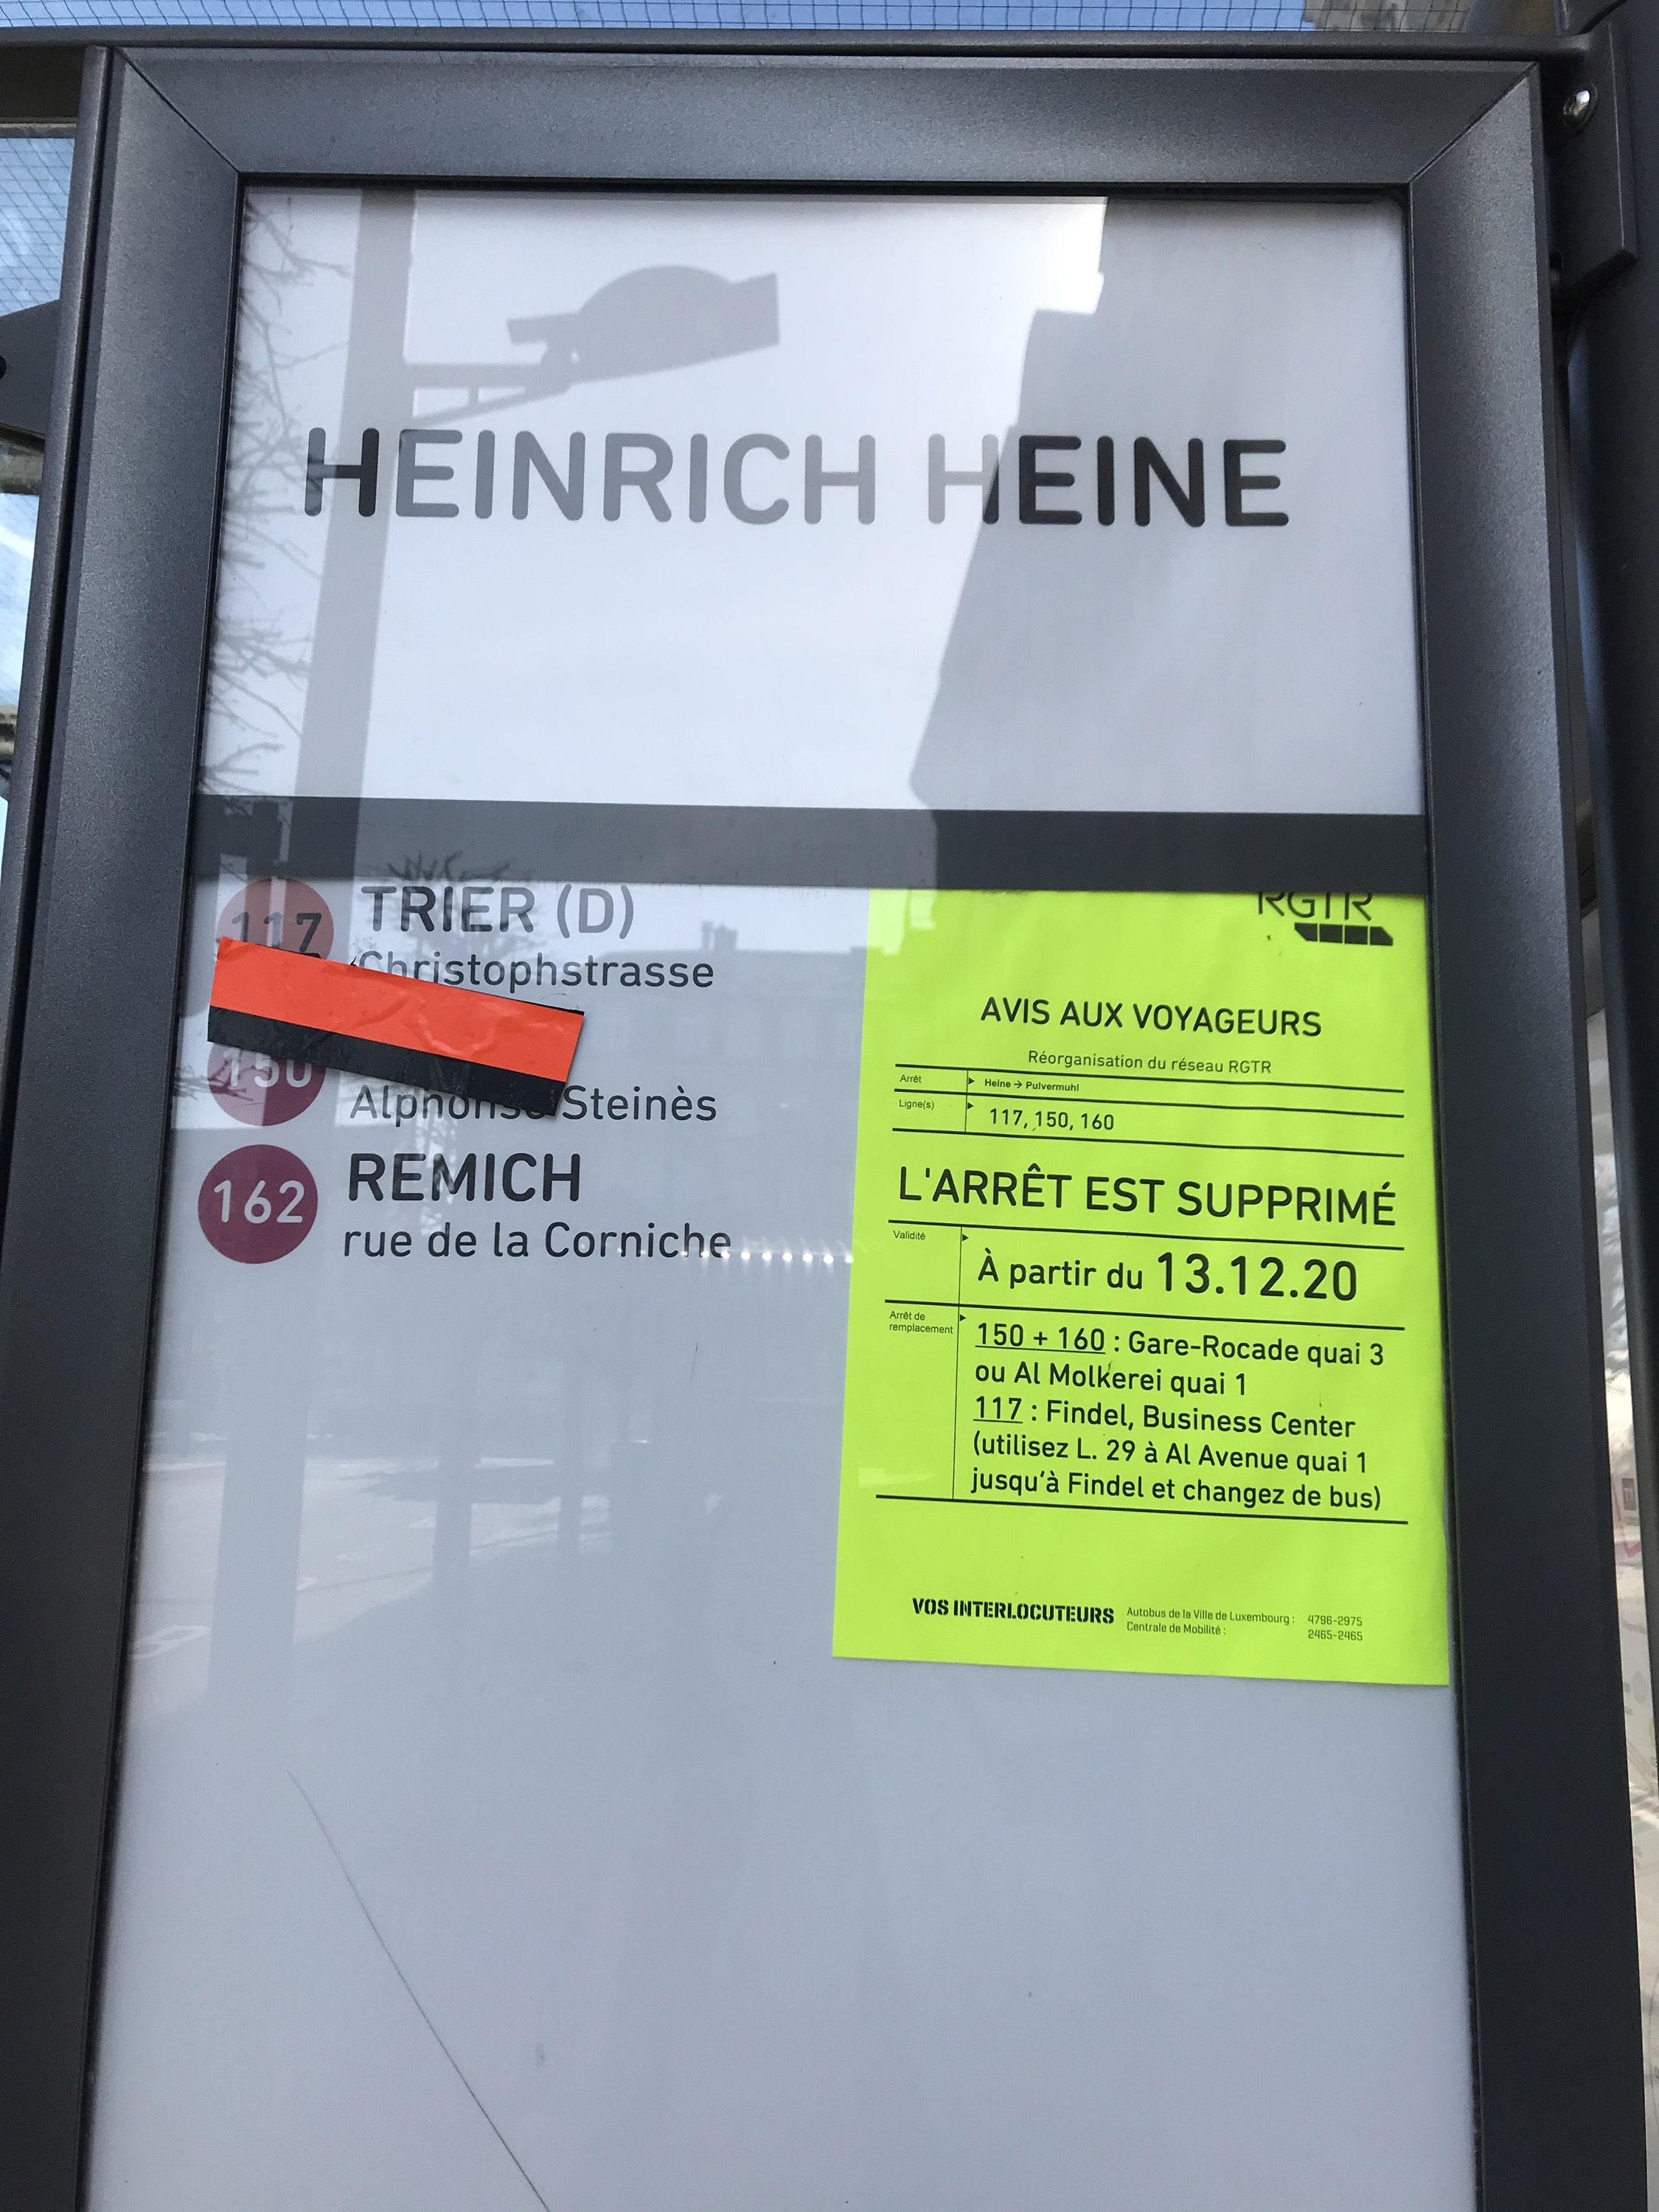 HEINRICH HEINE
117 TRIER (D)
Christophstrasse
150
Alphonse Steinès
162 REMICH
rue de la Corniche
RGTR
AVIS AUX VOYAGEURS
Réorganisation du réseau RGTR
Arrêt Heine → Pulvermuhl
Ligne(s) 117, 150, 160
L'ARRÊT EST SUPPRIMÉ
Validité
À partir du 13.12.20
Arrêt de
remplacement
150 + 160 : Gare-Rocade quai 3
ou Al Molkerei quai 1
117 : Findel, Business Center
(utilisez L. 29 à Al Avenue quai 1
jusqu'à Findel et changez de bus)
VOS INTERLOCUTEURS Autobus de la Ville de Luxembourg : 4796-2975
Centrale de Mobilité : 2465-2465